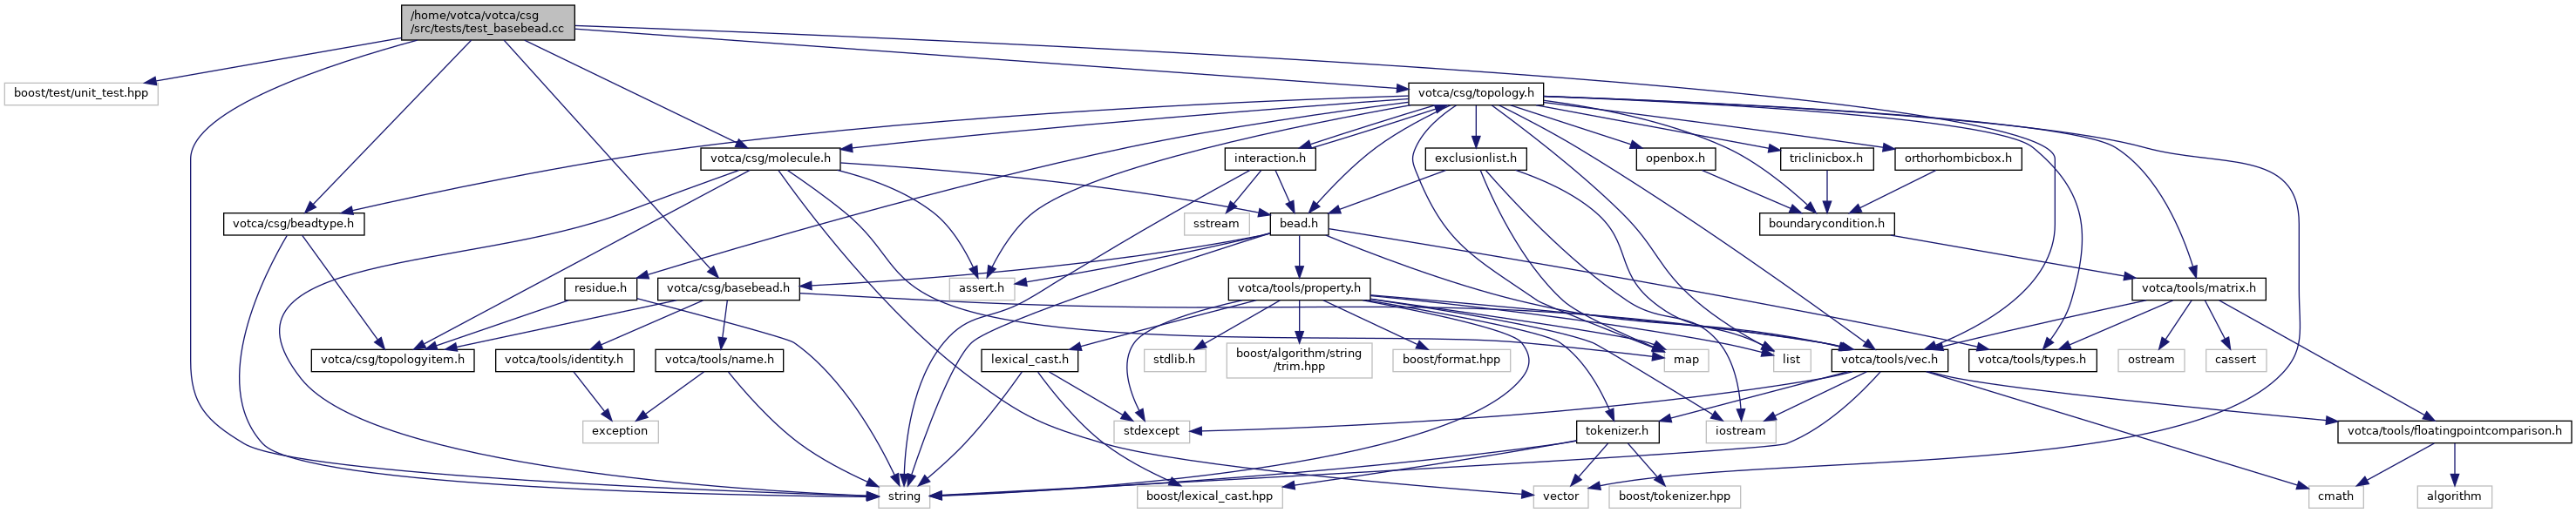 /home/votca/votca/csg
/src/tests/test_basebead.cc
boost/test/unit_test.hpp
votca/csg/topology.h
votca/csg/molecule.h
interaction.h
exclusionlist.h
openbox.h
triclinicbox.h
orthorhombicbox.h
votca/csg/beadtype.h
sstream
bead.h
boundarycondition.h
residue.h
votca/csg/basebead.h
assert.h
votca/tools/property.h
votca/tools/matrix.h
votca/csg/topologyitem.h
votca/tools/identity.h
votca/tools/name.h
lexical_cast.h
stdlib.h
boost/algorithm/string
/trim.hpp
boost/format.hpp
map
list
votca/tools/vec.h
votca/tools/types.h
ostream
cassert
exception
stdexcept
tokenizer.h
iostream
votca/tools/floatingpointcomparison.h
string
boost/lexical_cast.hpp
vector
boost/tokenizer.hpp
cmath
algorithm